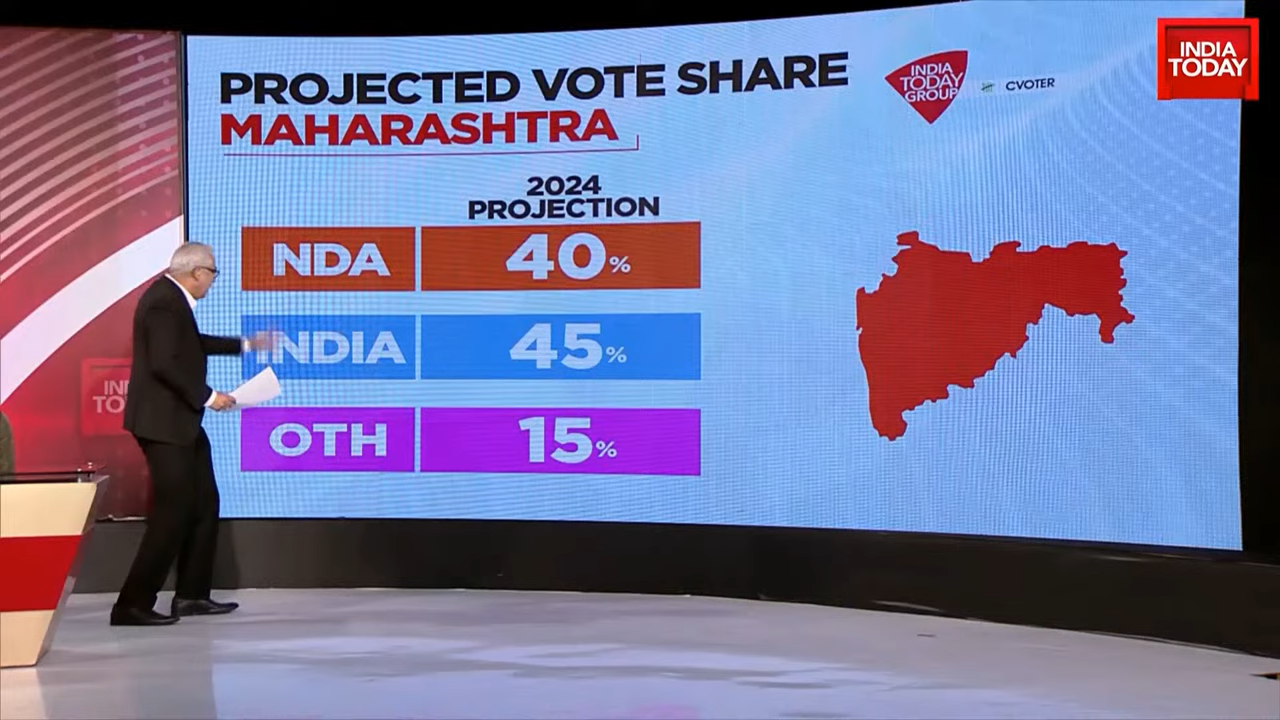 PROJECTED VOTE SHARE
MAHARASHTRA
INDIA
TODAY
GROUP
CVOTER
INDIA
TODAY
2024
PROJECTION
NDA 40%
INDIA 45%
OTH 15%